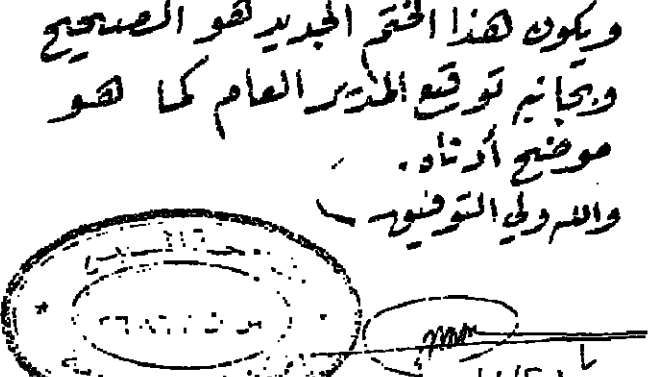 ويكون هذا الختم الجديد هو الصحيح
وبجانبه توقيع المدير العام كما هو
موضح أدناه.
والله ولي التوفيق
س ت